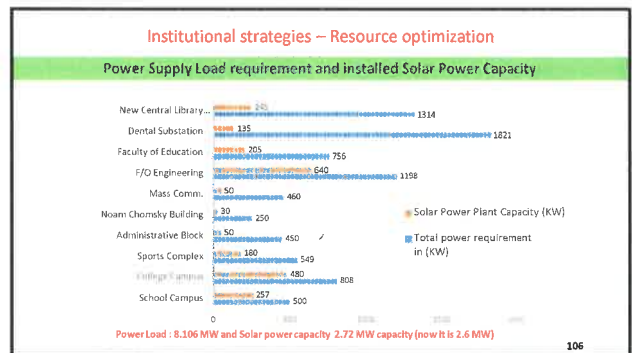 Institutional strategies – Resource optimization
Power Supply Load requirement and installed Solar Power Capacity
New Central Library... 245 1314
Dental Substation 135 1821
Faculty of Education 205 756
F/O Engineering 640 1198
Mass Comm. 50 460
Noam Chomsky Building 30 250
Administrative Block 50 450
Sports Complex 180 549
College Campus 480 808
School Campus 257 500
Solar Power Plant Capacity (KW)
Total power requirement
in (KW)
0
Power Load : 8.106 MW and Solar power capacity 2.72 MW capacity (now it is 2.6 MW)
106